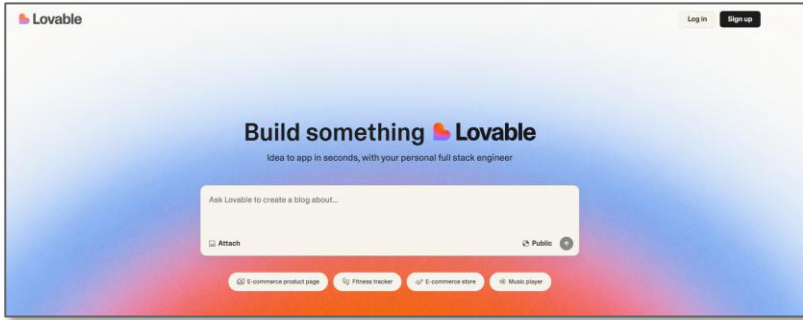 Lovable
Log in
Sign up
Build something Lovable
Idea to app in seconds, with your personal full stack engineer
Ask Lovable to create a blog about...
Attach
Public
E-commerce product page
Fitness tracker
E-commerce store
Music player